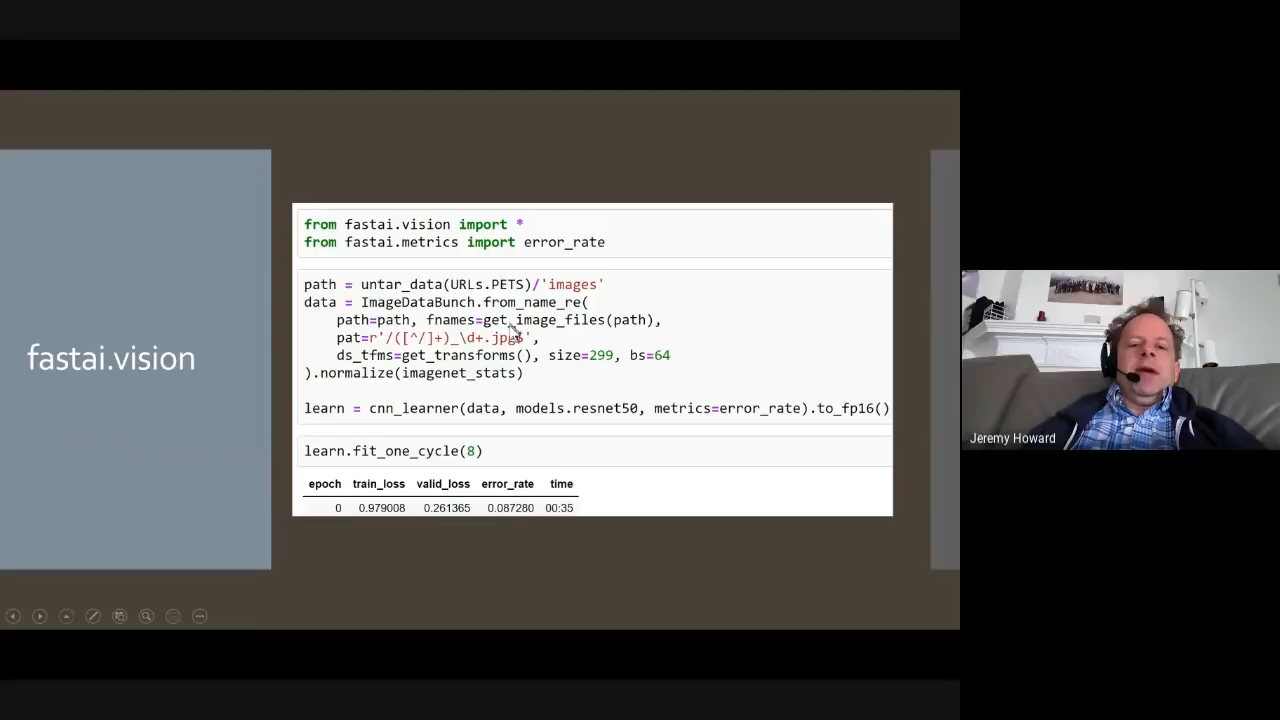 fastai.vision
from fastai.vision import *
from fastai.metrics import error_rate
path = untar_data(URLs.PETS)/'images'
data = ImageDataBunch.from_name_re(
path=path, fnames=get_image_files(path),
pat=r'/([^/]+)_\d+.jpg$',
ds_tfms=get_transforms(), size=299, bs=64
).normalize(imagenet_stats)
learn = cnn_learner(data, models.resnet50, metrics=error_rate).to_fp16()
learn.fit_one_cycle(8)
epoch train_loss valid_loss error_rate time
0 0.979008 0.261365 0.087280 00:35
Jeremy Howard